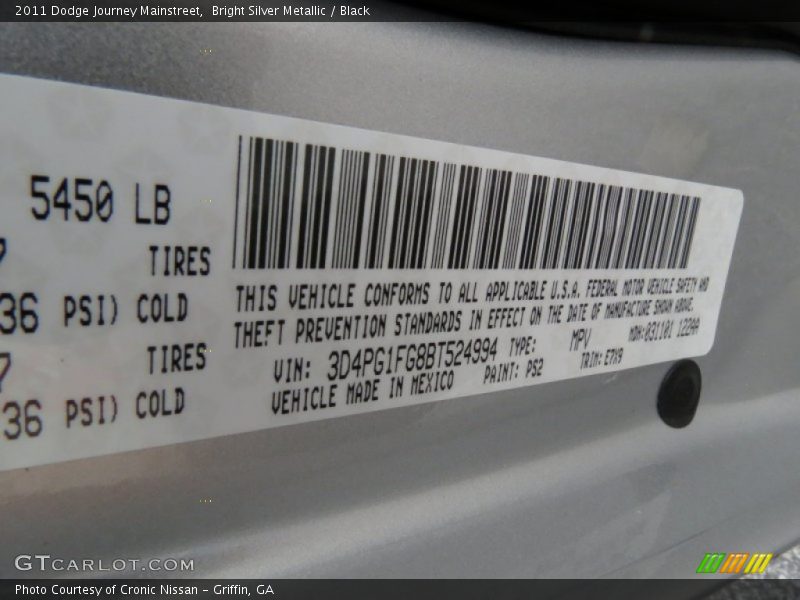 2011 Dodge Journey Mainstreet, Bright Silver Metallic / Black
5450 LB
TIRES
36 PSI) COLD
TIRES
36 PSI) COLD
THIS VEHICLE CONFORMS TO ALL APPLICABLE U.S.A. FEDERAL MOTOR VEHICLE SAFETY AND
THEFT PREVENTION STANDARDS IN EFFECT ON THE DATE OF MANUFACTURE SHOWN ABOVE.
VIN: 3D4PG1FG8BT524994 TYPE: MPV MDH:031101 122AA
VEHICLE MADE IN MEXICO PAINT: PS2 TRIM: E7X9
GTCARLOT.COM
Photo Courtesy of Cronic Nissan – Griffin, GA